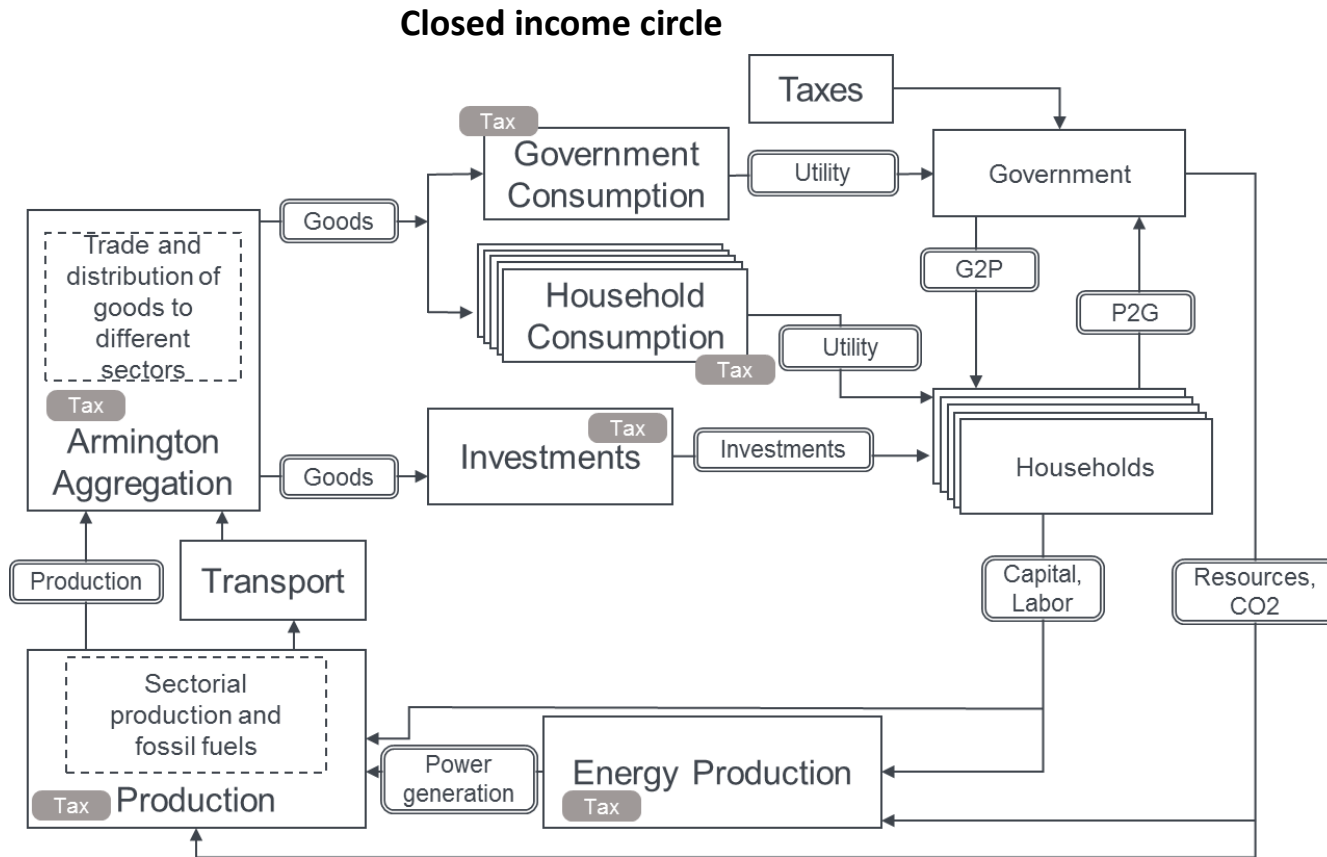 Closed income circle
Taxes
Tax
Government
Consumption
Utility
Government
Goods
Trade and
distribution of
goods to
different
sectors
Tax
Armington
Aggregation
Household
Consumption
Tax
Utility
G2P
P2G
Goods
Tax
Investments
Investments
Households
Production
Transport
Capital,
Labor
Resources,
CO2
Sectorial
production and
fossil fuels
Tax
Production
Power
generation
Energy Production
Tax